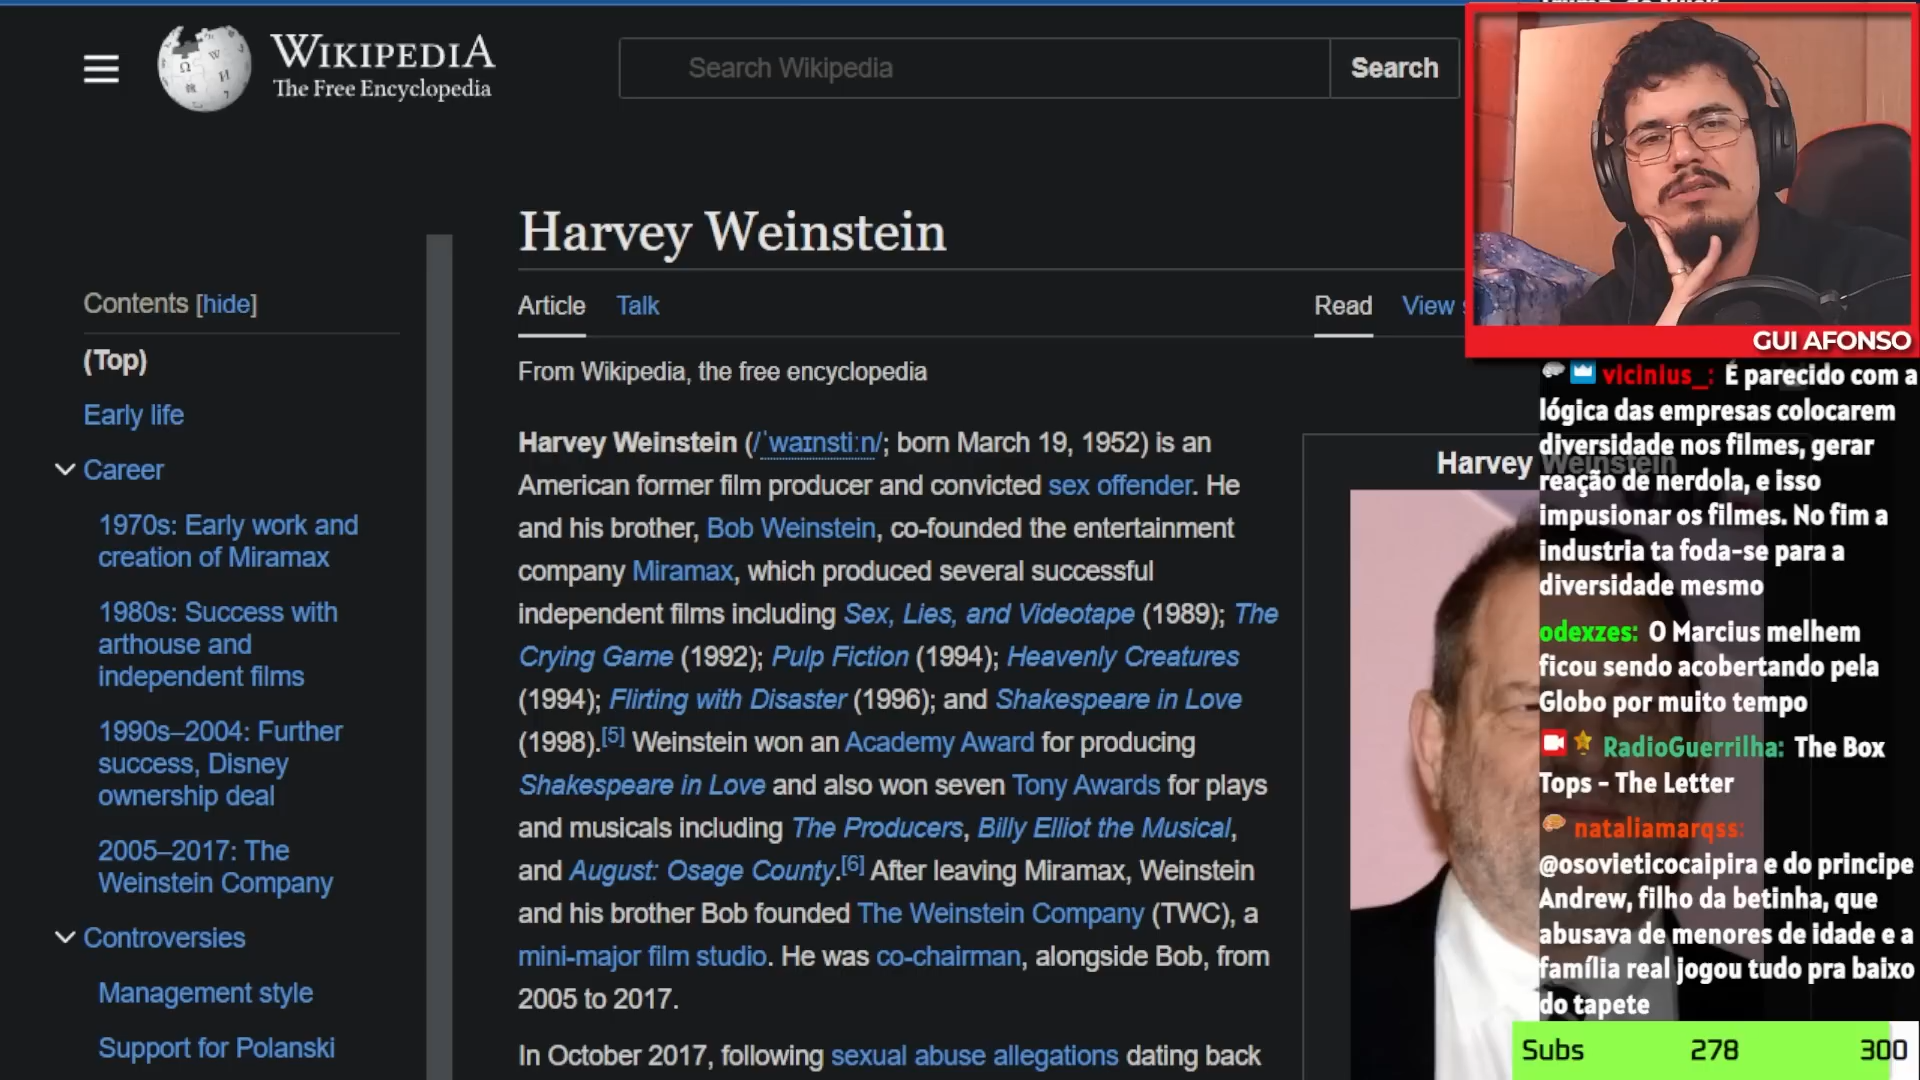 WIKIPEDIA
The Free Encyclopedia
Search Wikipedia
Search
Harvey Weinstein
Contents [hide]
(Top)
Early life
Career
1970s: Early work and
creation of Miramax
1980s: Success with
arthouse and
independent films
1990s–2004: Further
success, Disney
ownership deal
2005–2017: The
Weinstein Company
Controversies
Management style
Support for Polanski
Article
Talk
Read
View
From Wikipedia, the free encyclopedia
Harvey Weinstein (/ˈwaɪnstiːn/; born March 19, 1952) is an
American former film producer and convicted sex offender. He
and his brother, Bob Weinstein, co-founded the entertainment
company Miramax, which produced several successful
independent films including Sex, Lies, and Videotape (1989); The
Crying Game (1992); Pulp Fiction (1994); Heavenly Creatures
(1994); Flirting with Disaster (1996); and Shakespeare in Love
(1998).[5] Weinstein won an Academy Award for producing
Shakespeare in Love and also won seven Tony Awards for plays
and musicals including The Producers, Billy Elliot the Musical,
and August: Osage County.[6] After leaving Miramax, Weinstein
and his brother Bob founded The Weinstein Company (TWC), a
mini-major film studio. He was co-chairman, alongside Bob, from
2005 to 2017.
In October 2017, following sexual abuse allegations dating back
Harvey Weinstein
GUI AFONSO
vicinius_: É parecido com a
lógica das empresas colocarem
diversidade nos filmes, gerar
reação de nerdola, e isso
impusionar os filmes. No fim a
industria ta foda-se para a
diversidade mesmo
odexzes: O Marcius melhem
ficou sendo acobertando pela
Globo por muito tempo
RadioGuerrilha: The Box
Tops - The Letter
nataliamarqss:
@osovieticocaipira e do principe
Andrew, filho da betinha, que
abusava de menores de idade e a
família real jogou tudo pra baixo
do tapete
Subs 278 300